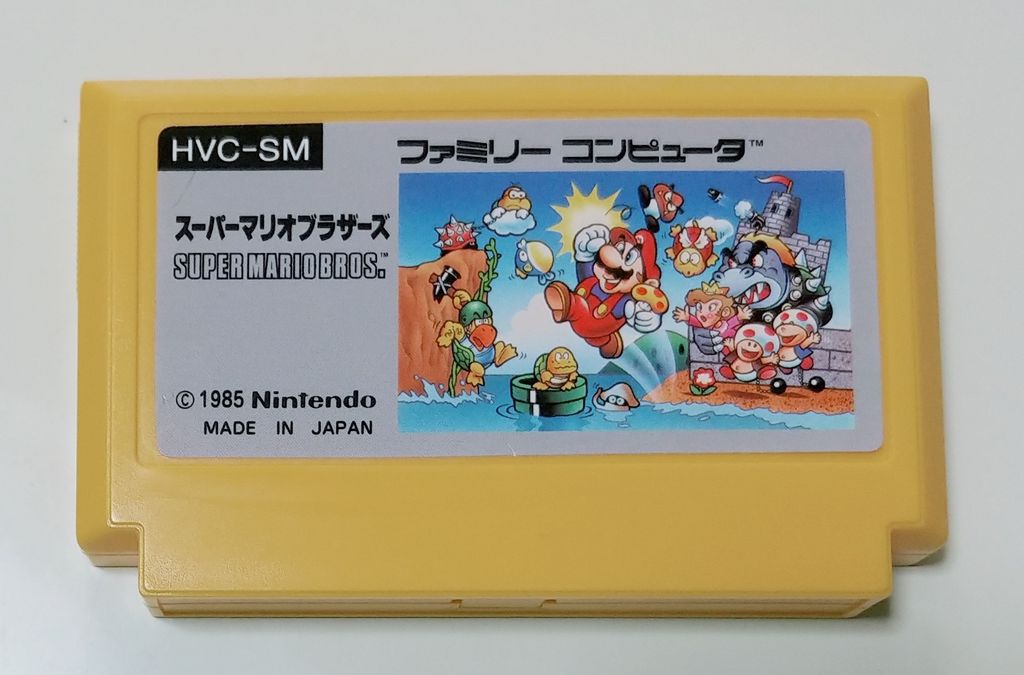 HVC-SM
ファミリー コンピュータ™
スーパーマリオブラザーズ
SUPER MARIO BROS.™
© 1985 Nintendo
MADE IN JAPAN